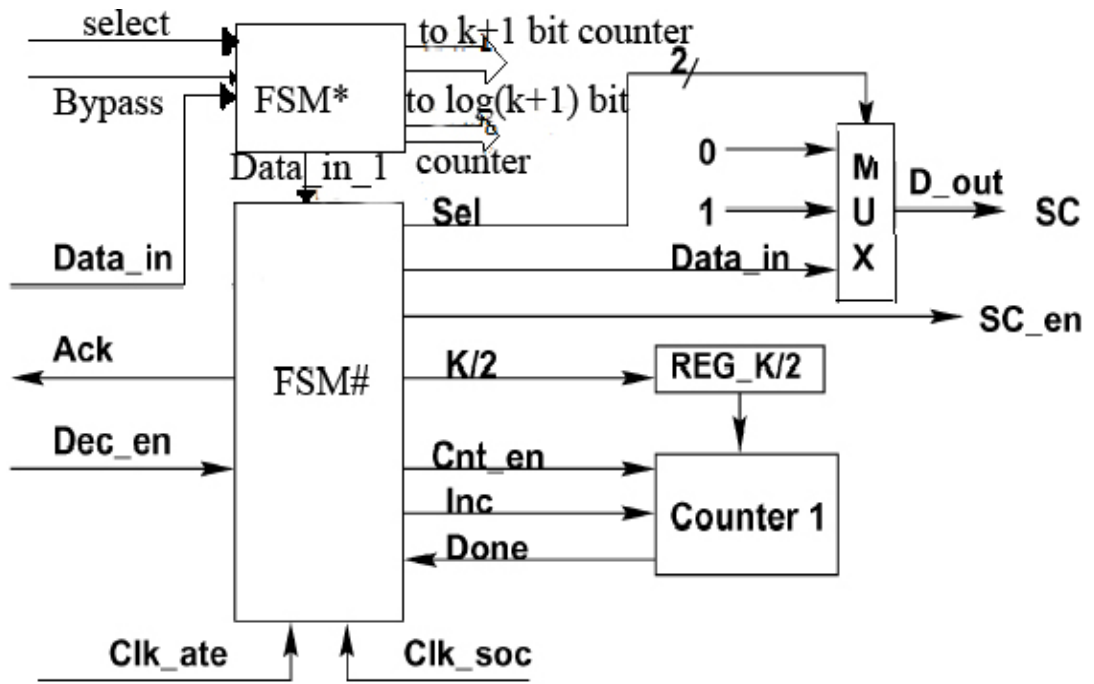 select
to k+1 bit counter
2/
Bypass
FSM*
to log(k+1) bit
counter
0
M
U
X
1
D_out
SC
Data_in_1
Sel
Data_in
Data_in
SC_en
Ack
FSM#
K/2
REG_K/2
Dec_en
Cnt_en
Inc
Counter 1
Done
Clk_ate
Clk_soc